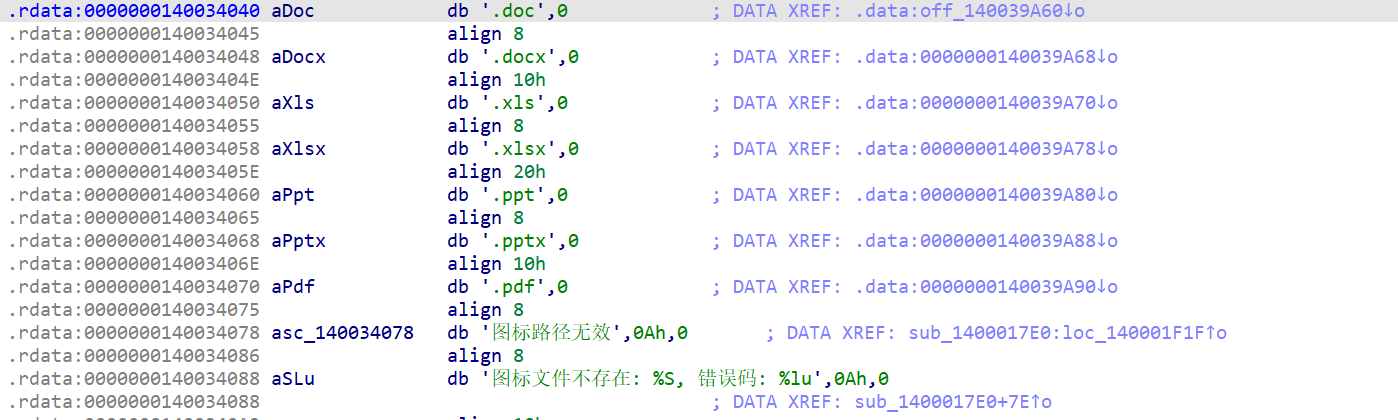 .rdata:0000000140034040 aDoc db '.doc',0 ; DATA XREF: .data:off_140039A60↓o
.rdata:0000000140034045 align 8
.rdata:0000000140034048 aDocx db '.docx',0 ; DATA XREF: .data:0000000140039A68↓o
.rdata:000000014003404E align 10h
.rdata:0000000140034050 aXls db '.xls',0 ; DATA XREF: .data:0000000140039A70↓o
.rdata:0000000140034055 align 8
.rdata:0000000140034058 aXlsx db '.xlsx',0 ; DATA XREF: .data:0000000140039A78↓o
.rdata:000000014003405E align 20h
.rdata:0000000140034060 aPpt db '.ppt',0 ; DATA XREF: .data:0000000140039A80↓o
.rdata:0000000140034065 align 8
.rdata:0000000140034068 aPptx db '.pptx',0 ; DATA XREF: .data:0000000140039A88↓o
.rdata:000000014003406E align 10h
.rdata:0000000140034070 aPdf db '.pdf',0 ; DATA XREF: .data:0000000140039A90↓o
.rdata:0000000140034075 align 8
.rdata:0000000140034078 asc_140034078 db '图标路径无效',0Ah,0 ; DATA XREF: sub_1400017E0:loc_140001F1F↑o
.rdata:0000000140034086 align 8
.rdata:0000000140034088 aSLu db '图标文件不存在: %S, 错误码: %lu',0Ah,0
.rdata:0000000140034088 ; DATA XREF: sub_1400017E0+7E↑o